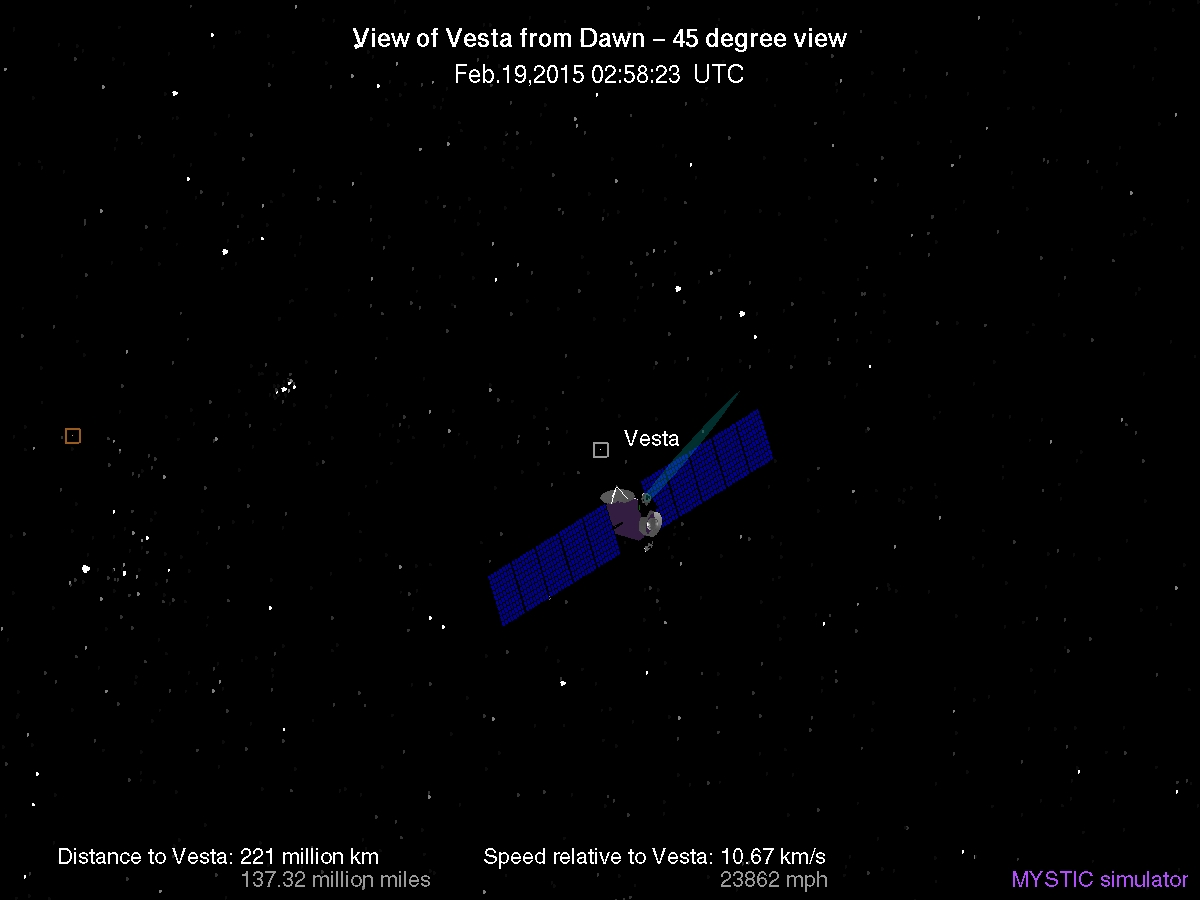 View of Vesta from Dawn – 45 degree view
Feb.19,2015 02:58:23 UTC
Vesta
Distance to Vesta: 221 million km
137.32 million miles
Speed relative to Vesta: 10.67 km/s
23862 mph
MYSTIC simulator